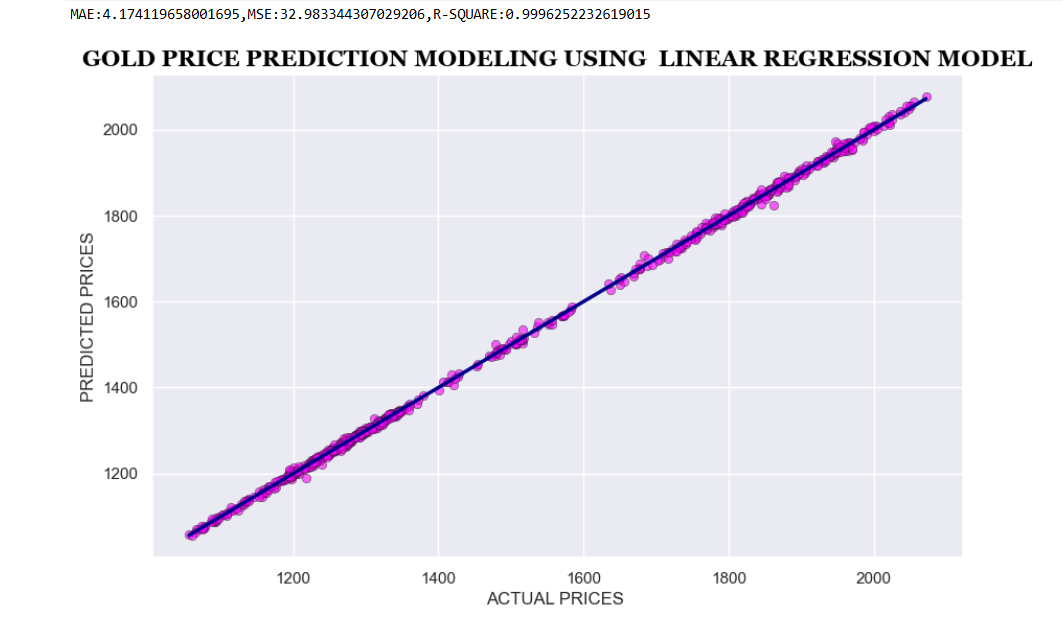 MAE:4.174119658001695,MSE:32.983344307029206,R-SQUARE:0.9996252232619015
GOLD PRICE PREDICTION MODELING USING  LINEAR REGRESSION MODEL
PREDICTED PRICES
2000
1800
1600
1400
1200
1200 1400 1600 1800 2000
ACTUAL PRICES